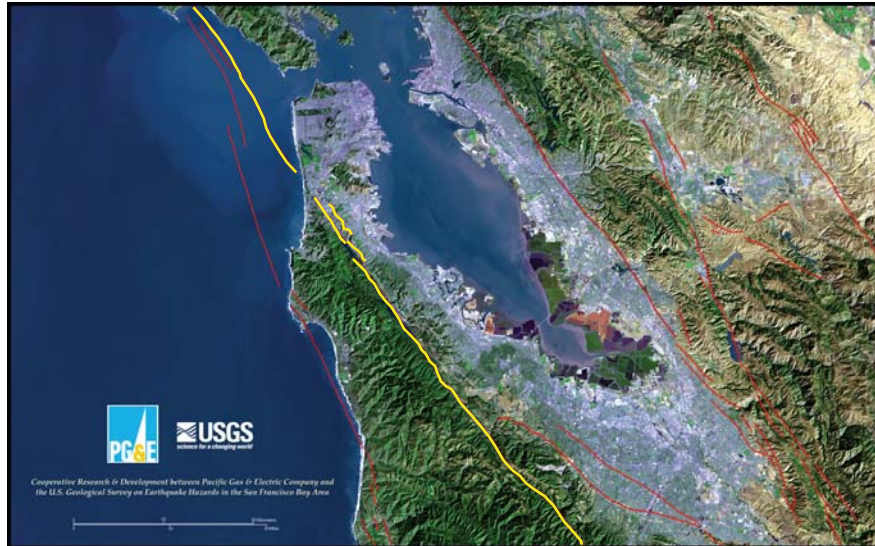 PG&E
USGS
science for a changing world
Cooperative Research & Development between Pacific Gas & Electric Company and
the U.S. Geological Survey on Earthquake Hazards in the San Francisco Bay Area